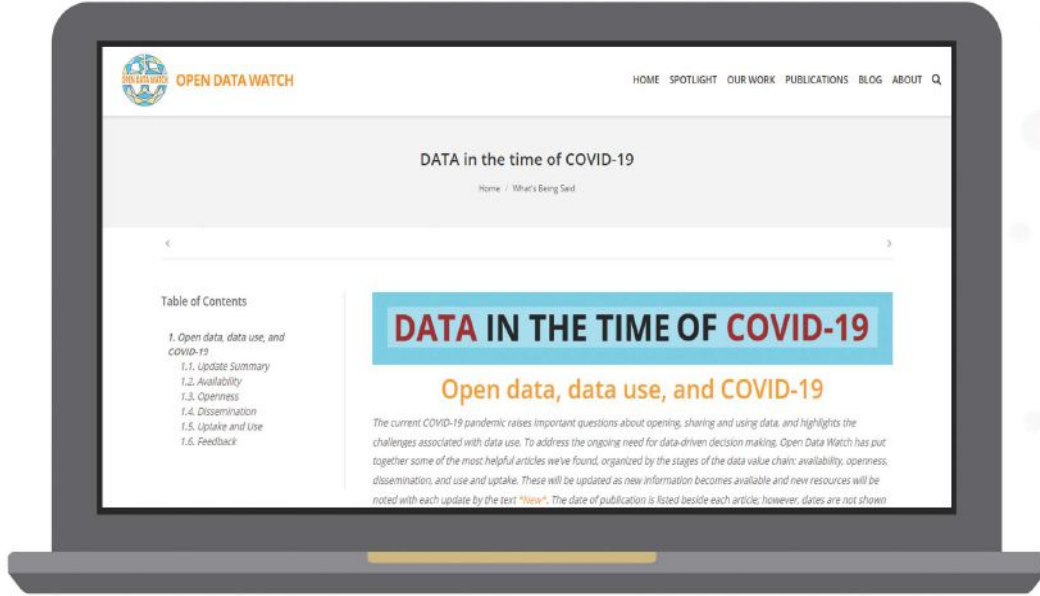 OPEN DATA WATCH
OPEN DATA WATCH
HOME SPOTLIGHT OUR WORK PUBLICATIONS BLOG ABOUT
DATA in the time of COVID-19
Home / What's Being Said
Table of Contents
1. Open data, data use, and
COVID-19
1.1. Update Summary
1.2. Availability
1.3. Openness
1.4. Dissemination
1.5. Uptake and Use
1.6. Feedback
DATA IN THE TIME OF COVID-19
Open data, data use, and COVID-19
The current COVID-19 pandemic raises important questions about opening, sharing and using data, and highlights the
challenges associated with data use. To address the ongoing need for data-driven decision making, Open Data Watch has put
together some of the most helpful articles we've found, organized by the stages of the data value chain: availability, openness,
dissemination, and use and uptake. These will be updated as new information becomes available and new resources will be
noted with each update by the text *New*. The date of publication is listed beside each article; however, dates are not shown